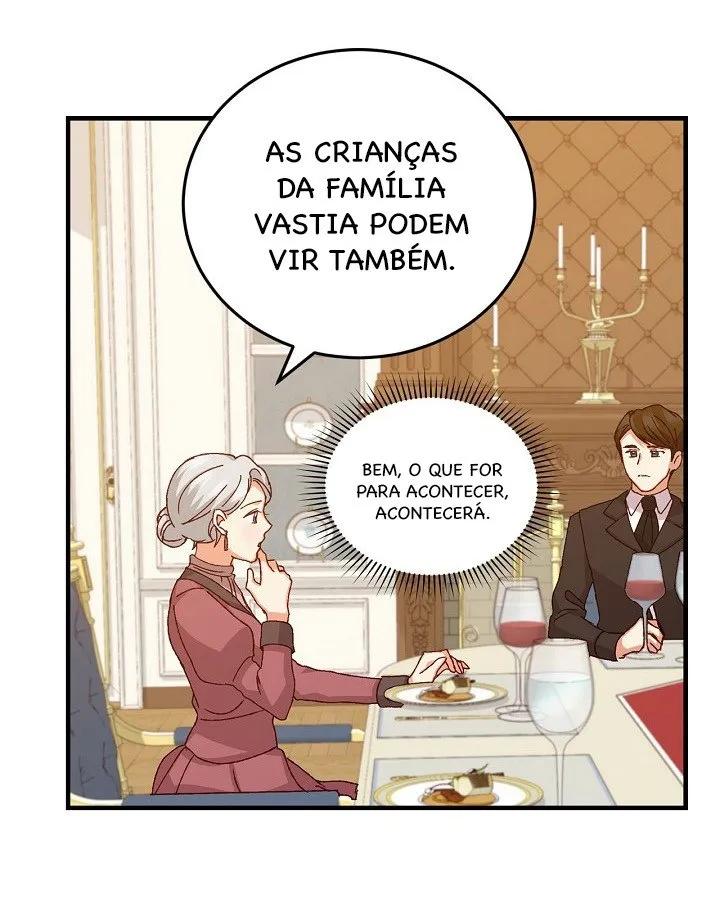 AS CRIANÇAS
DA FAMÍLIA
VASTIA PODEM
VIR TAMBÉM.
BEM, O QUE FOR
PARA ACONTECER,
ACONTECERÁ.